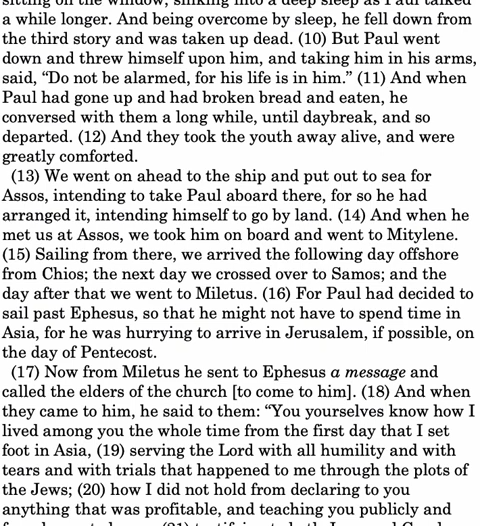 sitting on the window, sinking into a deep sleep as Paul talked
a while longer. And being overcome by sleep, he fell down from
the third story and was taken up dead. (10) But Paul went
down and threw himself upon him, and taking him in his arms,
said, “Do not be alarmed, for his life is in him.” (11) And when
Paul had gone up and had broken bread and eaten, he
conversed with them a long while, until daybreak, and so
departed. (12) And they took the youth away alive, and were
greatly comforted.
(13) We went on ahead to the ship and put out to sea for
Assos, intending to take Paul aboard there, for so he had
arranged it, intending himself to go by land. (14) And when he
met us at Assos, we took him on board and went to Mitylene.
(15) Sailing from there, we arrived the following day offshore
from Chios; the next day we crossed over to Samos; and the
day after that we went to Miletus. (16) For Paul had decided to
sail past Ephesus, so that he might not have to spend time in
Asia, for he was hurrying to arrive in Jerusalem, if possible, on
the day of Pentecost.
(17) Now from Miletus he sent to Ephesus a message and
called the elders of the church [to come to him]. (18) And when
they came to him, he said to them: “You yourselves know how I
lived among you the whole time from the first day that I set
foot in Asia, (19) serving the Lord with all humility and with
tears and with trials that happened to me through the plots of
the Jews; (20) how I did not hold from declaring to you
anything that was profitable, and teaching you publicly and